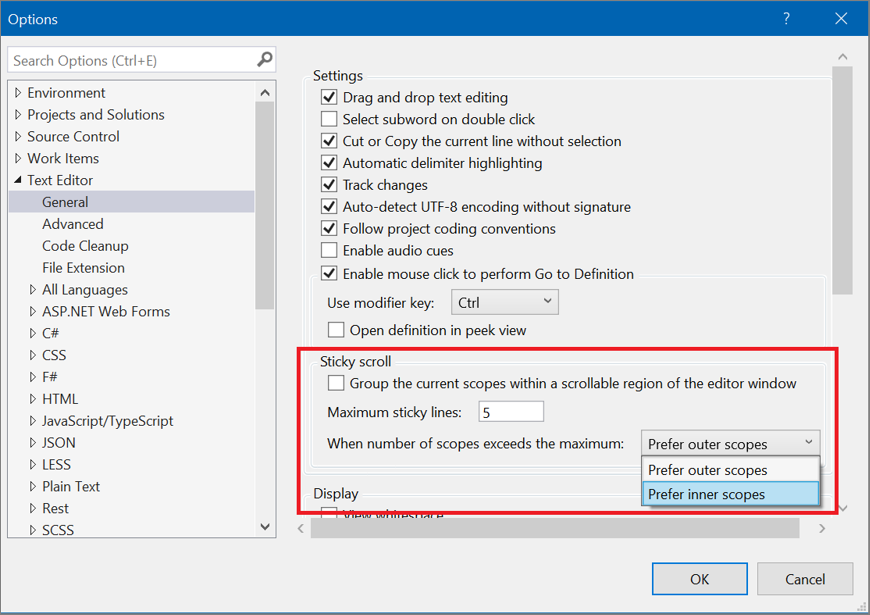 Options
?
Search Options (Ctrl+E)
Environment
Projects and Solutions
Source Control
Work Items
Text Editor
General
Advanced
Code Cleanup
File Extension
All Languages
ASP.NET Web Forms
C#
CSS
F#
HTML
JavaScript/TypeScript
JSON
LESS
Plain Text
Rest
SCSS
Settings
Drag and drop text editing
Select subword on double click
Cut or Copy the current line without selection
Automatic delimiter highlighting
Track changes
Auto-detect UTF-8 encoding without signature
Follow project coding conventions
Enable audio cues
Enable mouse click to perform Go to Definition
Use modifier key: Ctrl
Open definition in peek view
Sticky scroll
Group the current scopes within a scrollable region of the editor window
Maximum sticky lines: 5
When number of scopes exceeds the maximum: Prefer outer scopes
Prefer outer scopes
Prefer inner scopes
Display
View whitespace
OK
Cancel